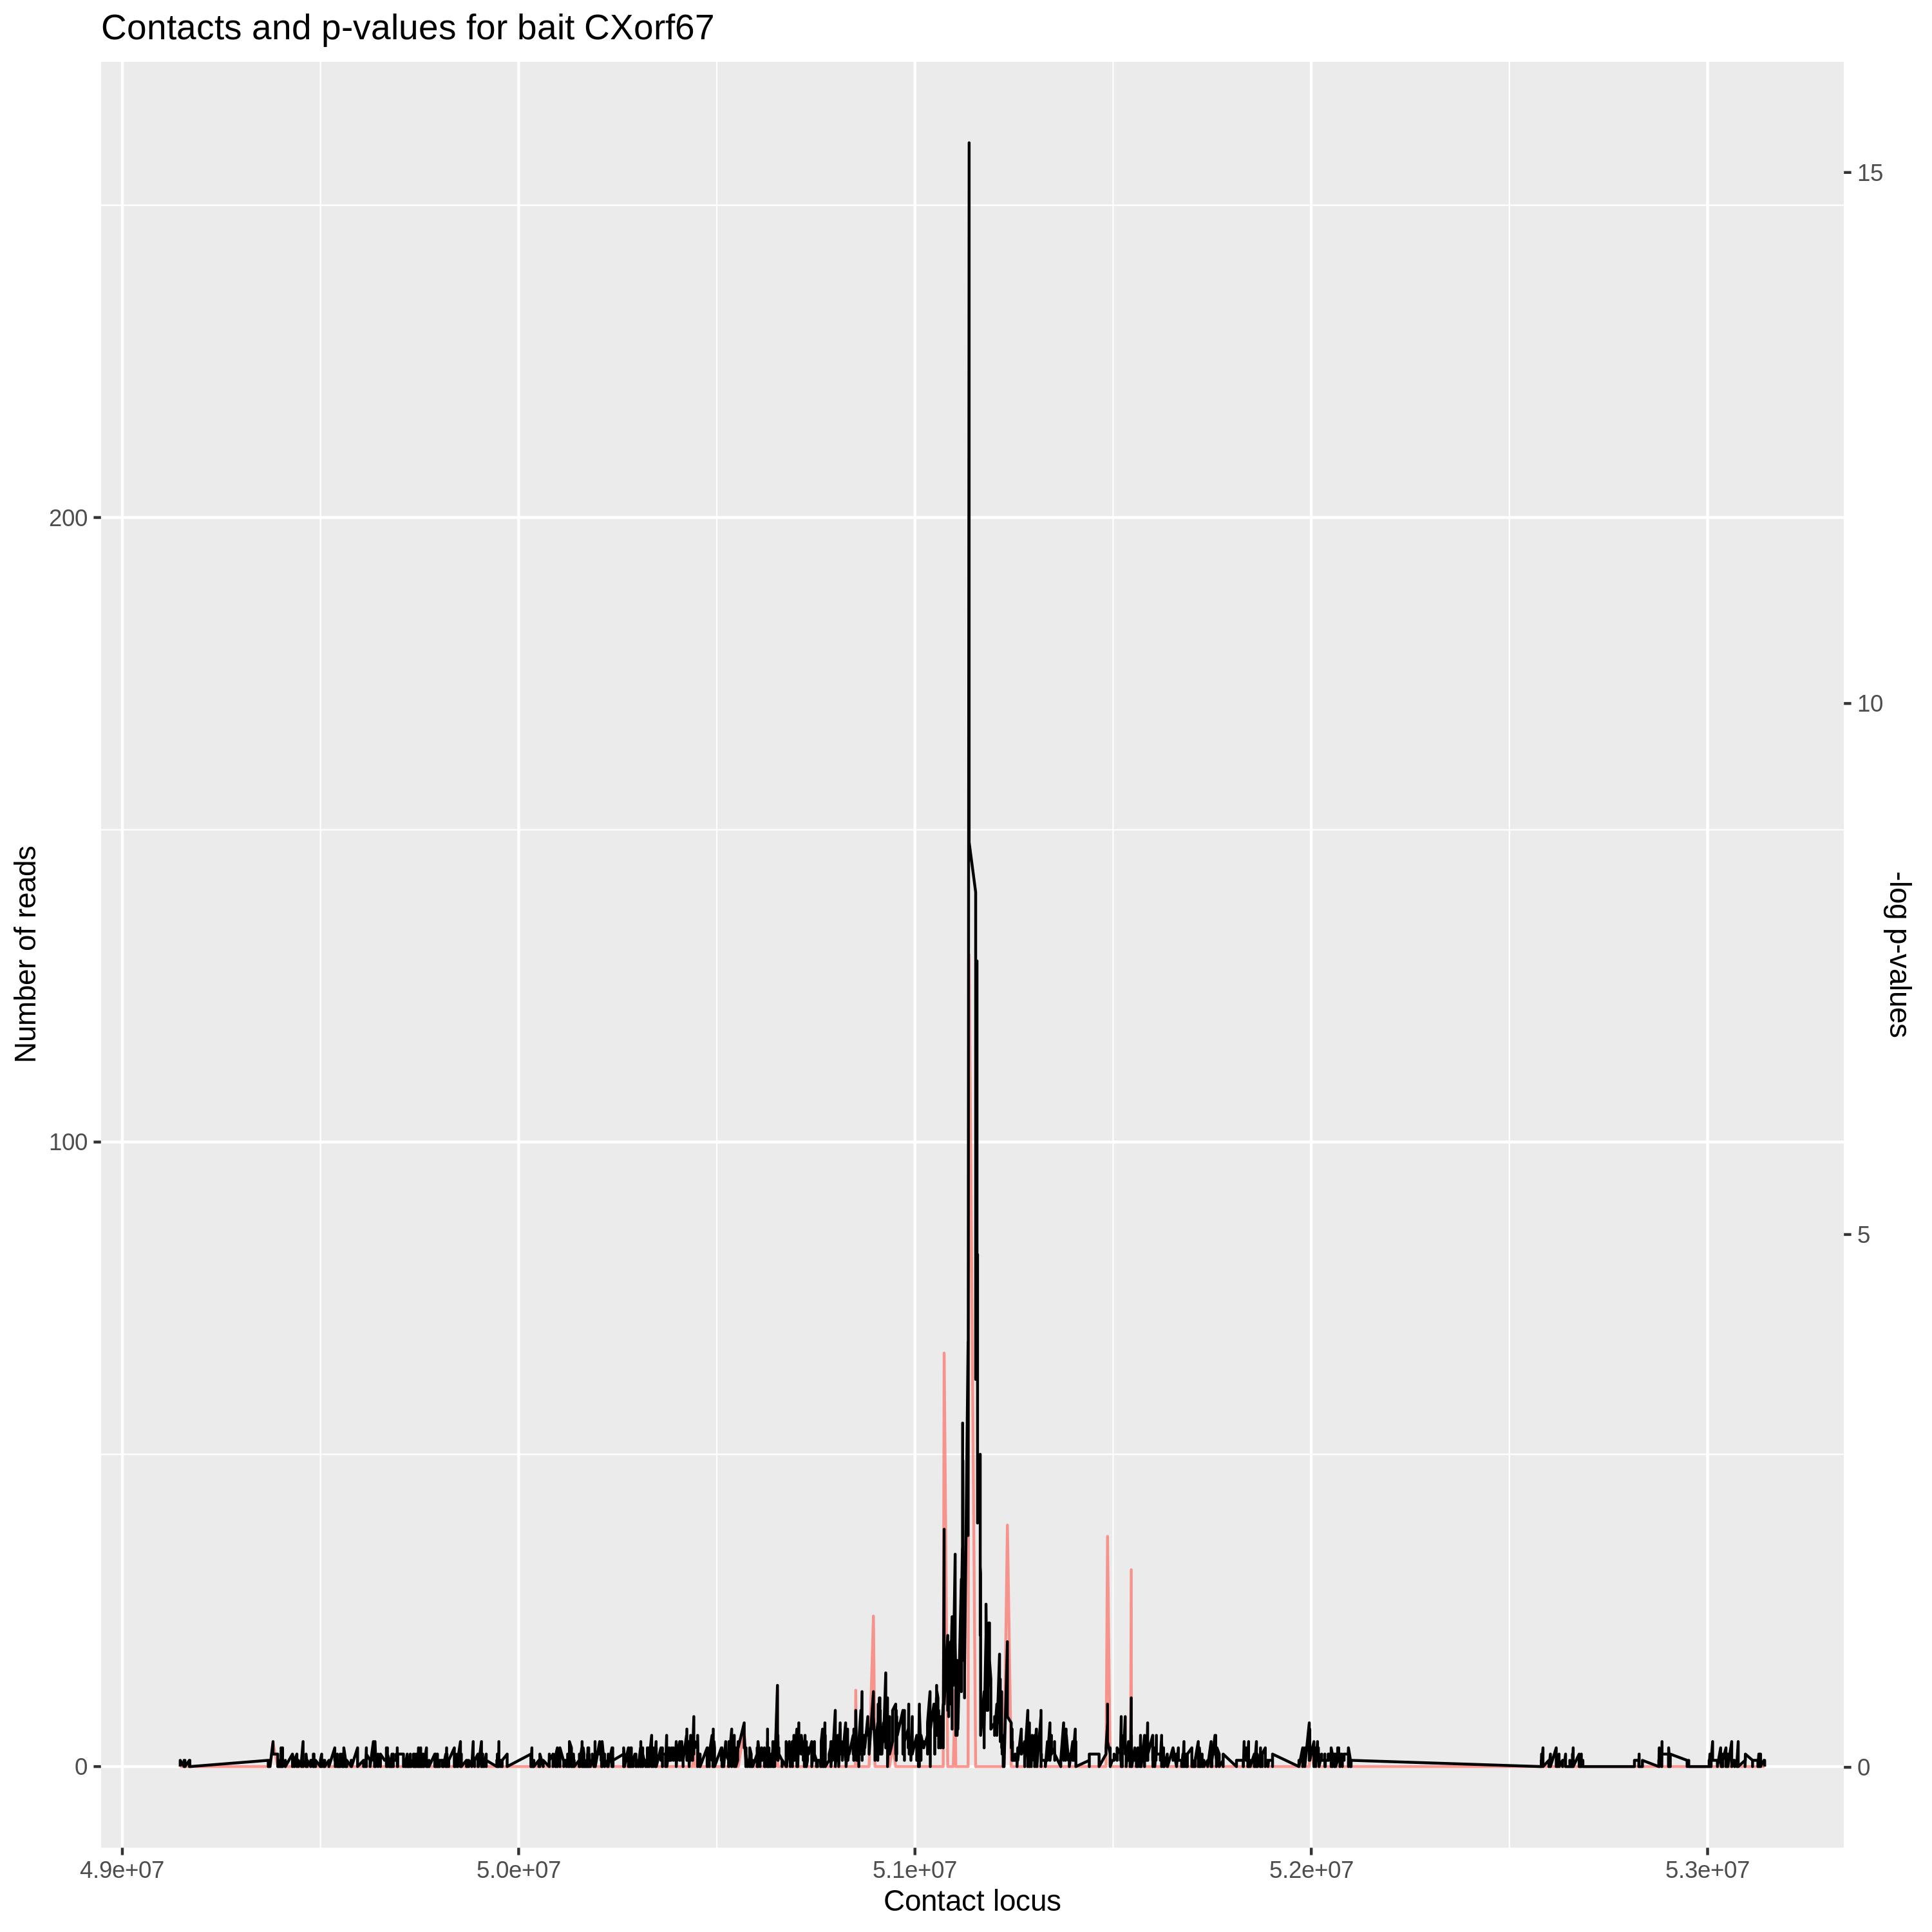 Contacts and p-values for bait CXorf67
15
200
10
Number of reads
-log p-values
100
5
0
0
4.9e+07
5.0e+07
5.1e+07
5.2e+07
5.3e+07
Contact locus